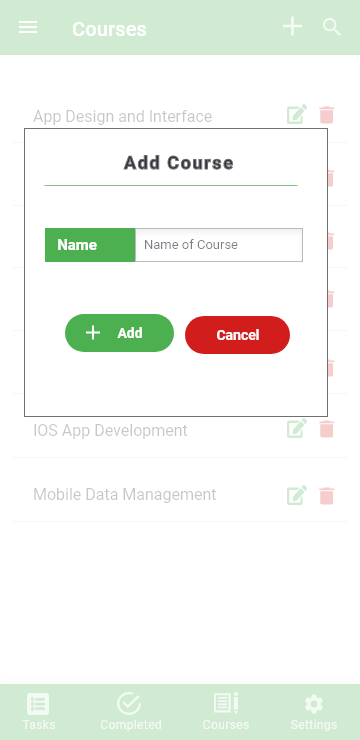 Courses
App Design and Interface
Add Course
Name
Name of Course
Add
Cancel
IOS App Development
Mobile Data Management
Tasks
Completed
Courses
Settings